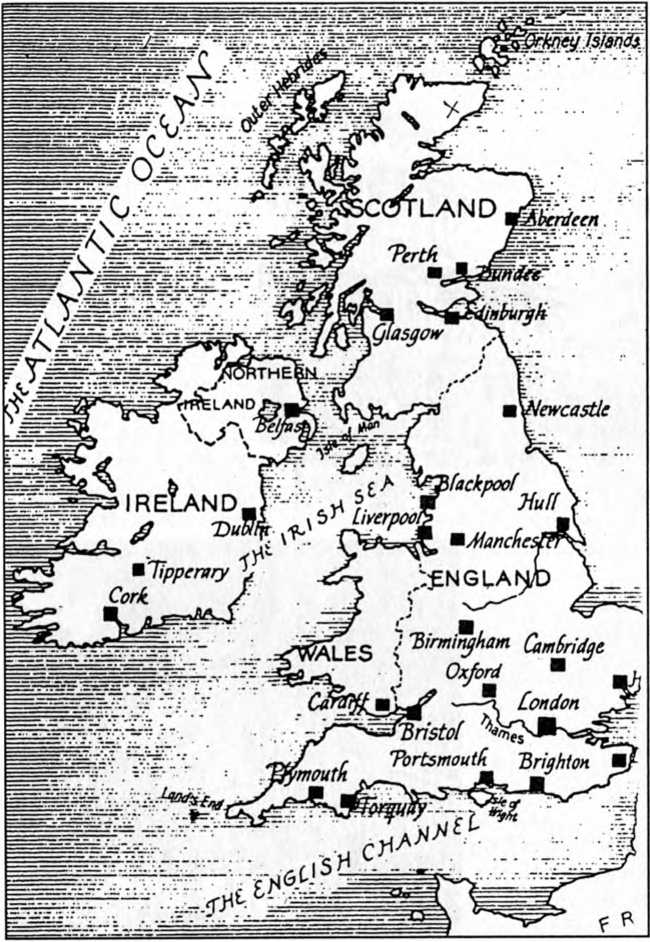 Orkney Islands
Outer Hebrides
THE ATLANTIC OCEAN
X
SCOTLAND
Aberdeen
Perth
Dundee
Edinburgh
Glasgow
NORTHERN
IRELAND
Belfast
Newcastle
Isle of Man
Blackpool
IRELAND
Hull
Dublin
THE IRISH SEA
Liverpool
Manchester
Tipperary
ENGLAND
Cork
Birmingham
Cambridge
WALES
Oxford
Cardiff
London
Bristol
Thames
Portsmouth
Brighton
Plymouth
Land's End
Torquay
Isle of
Wight
THE ENGLISH CHANNEL
F R